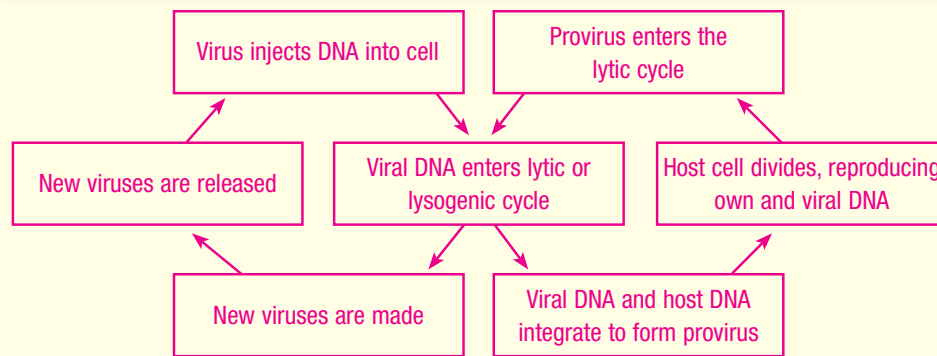 Virus injects DNA into cell
Provirus enters the
lytic cycle
New viruses are released
Viral DNA enters lytic or
lysogenic cycle
Host cell divides, reproducing
own and viral DNA
New viruses are made
Viral DNA and host DNA
integrate to form provirus